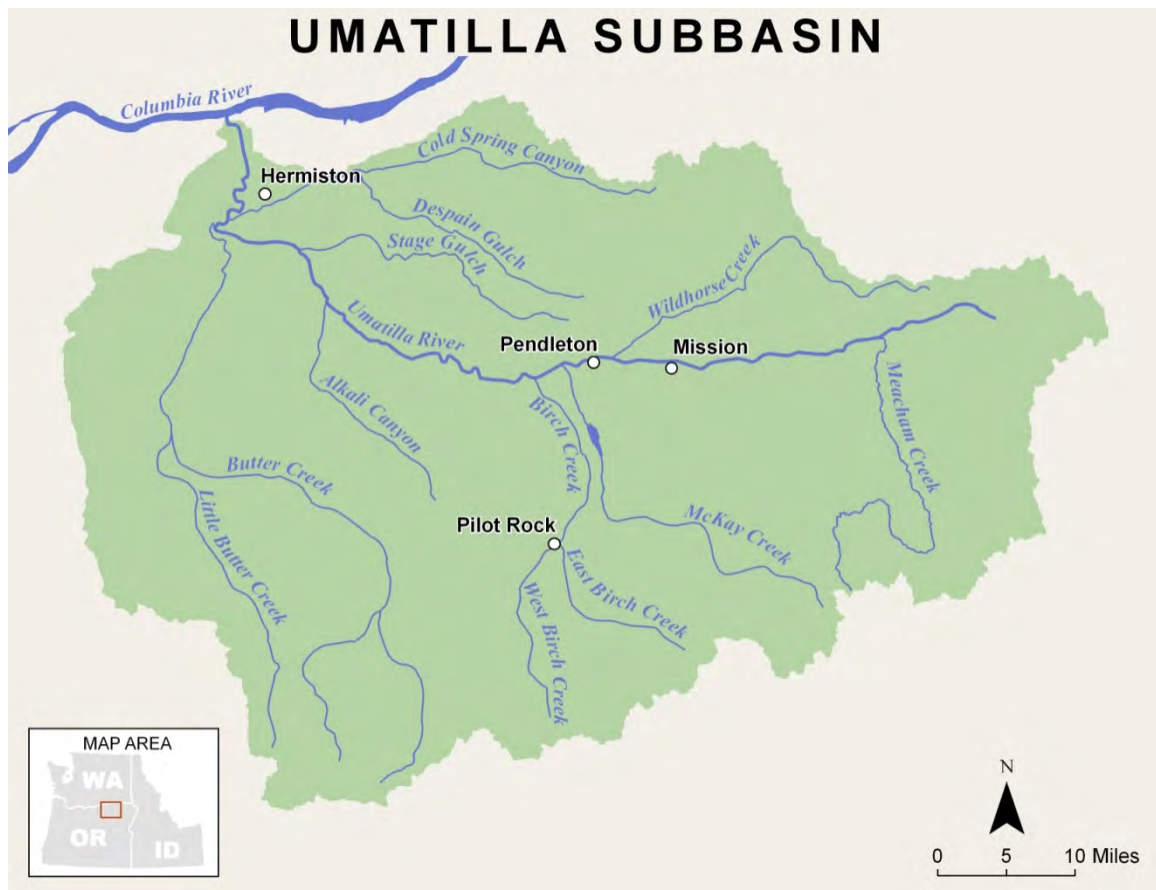 UMATILLA SUBBASIN
Columbia River
Cold Spring Canyon
Hermiston
Despain Gulch
Stage Gulch
Wildhorse Creek
Umatilla River
Pendleton
Mission
Alkali Canyon
Birch Creek
Meacham Creek
Butter Creek
Little Butter Creek
McKay Creek
Pilot Rock
East Birch Creek
West Birch Creek
MAP AREA
WA
OR
ID
N
0 5 10 Miles